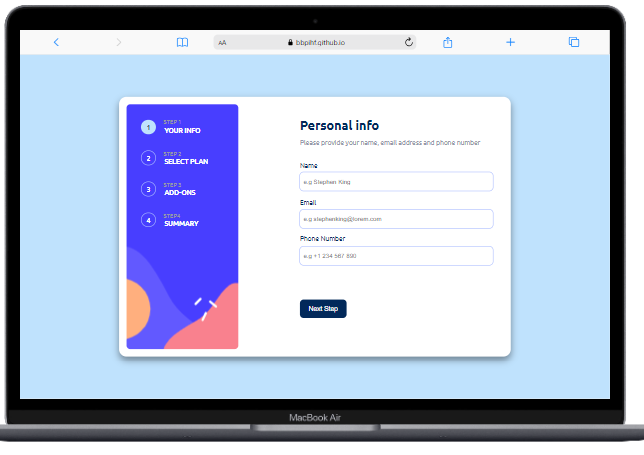 AA bbpihf.github.io
1 STEP 1
YOUR INFO
2 STEP 2
SELECT PLAN
3 STEP 3
ADD-ONS
4 STEP4
SUMMARY
Personal info
Please provide your name, email address and phone number
Name
e.g Stephen King
Email
e.g stephenking@lorem.com
Phone Number
e.g +1 234 567 890
Next Step
MacBook Air